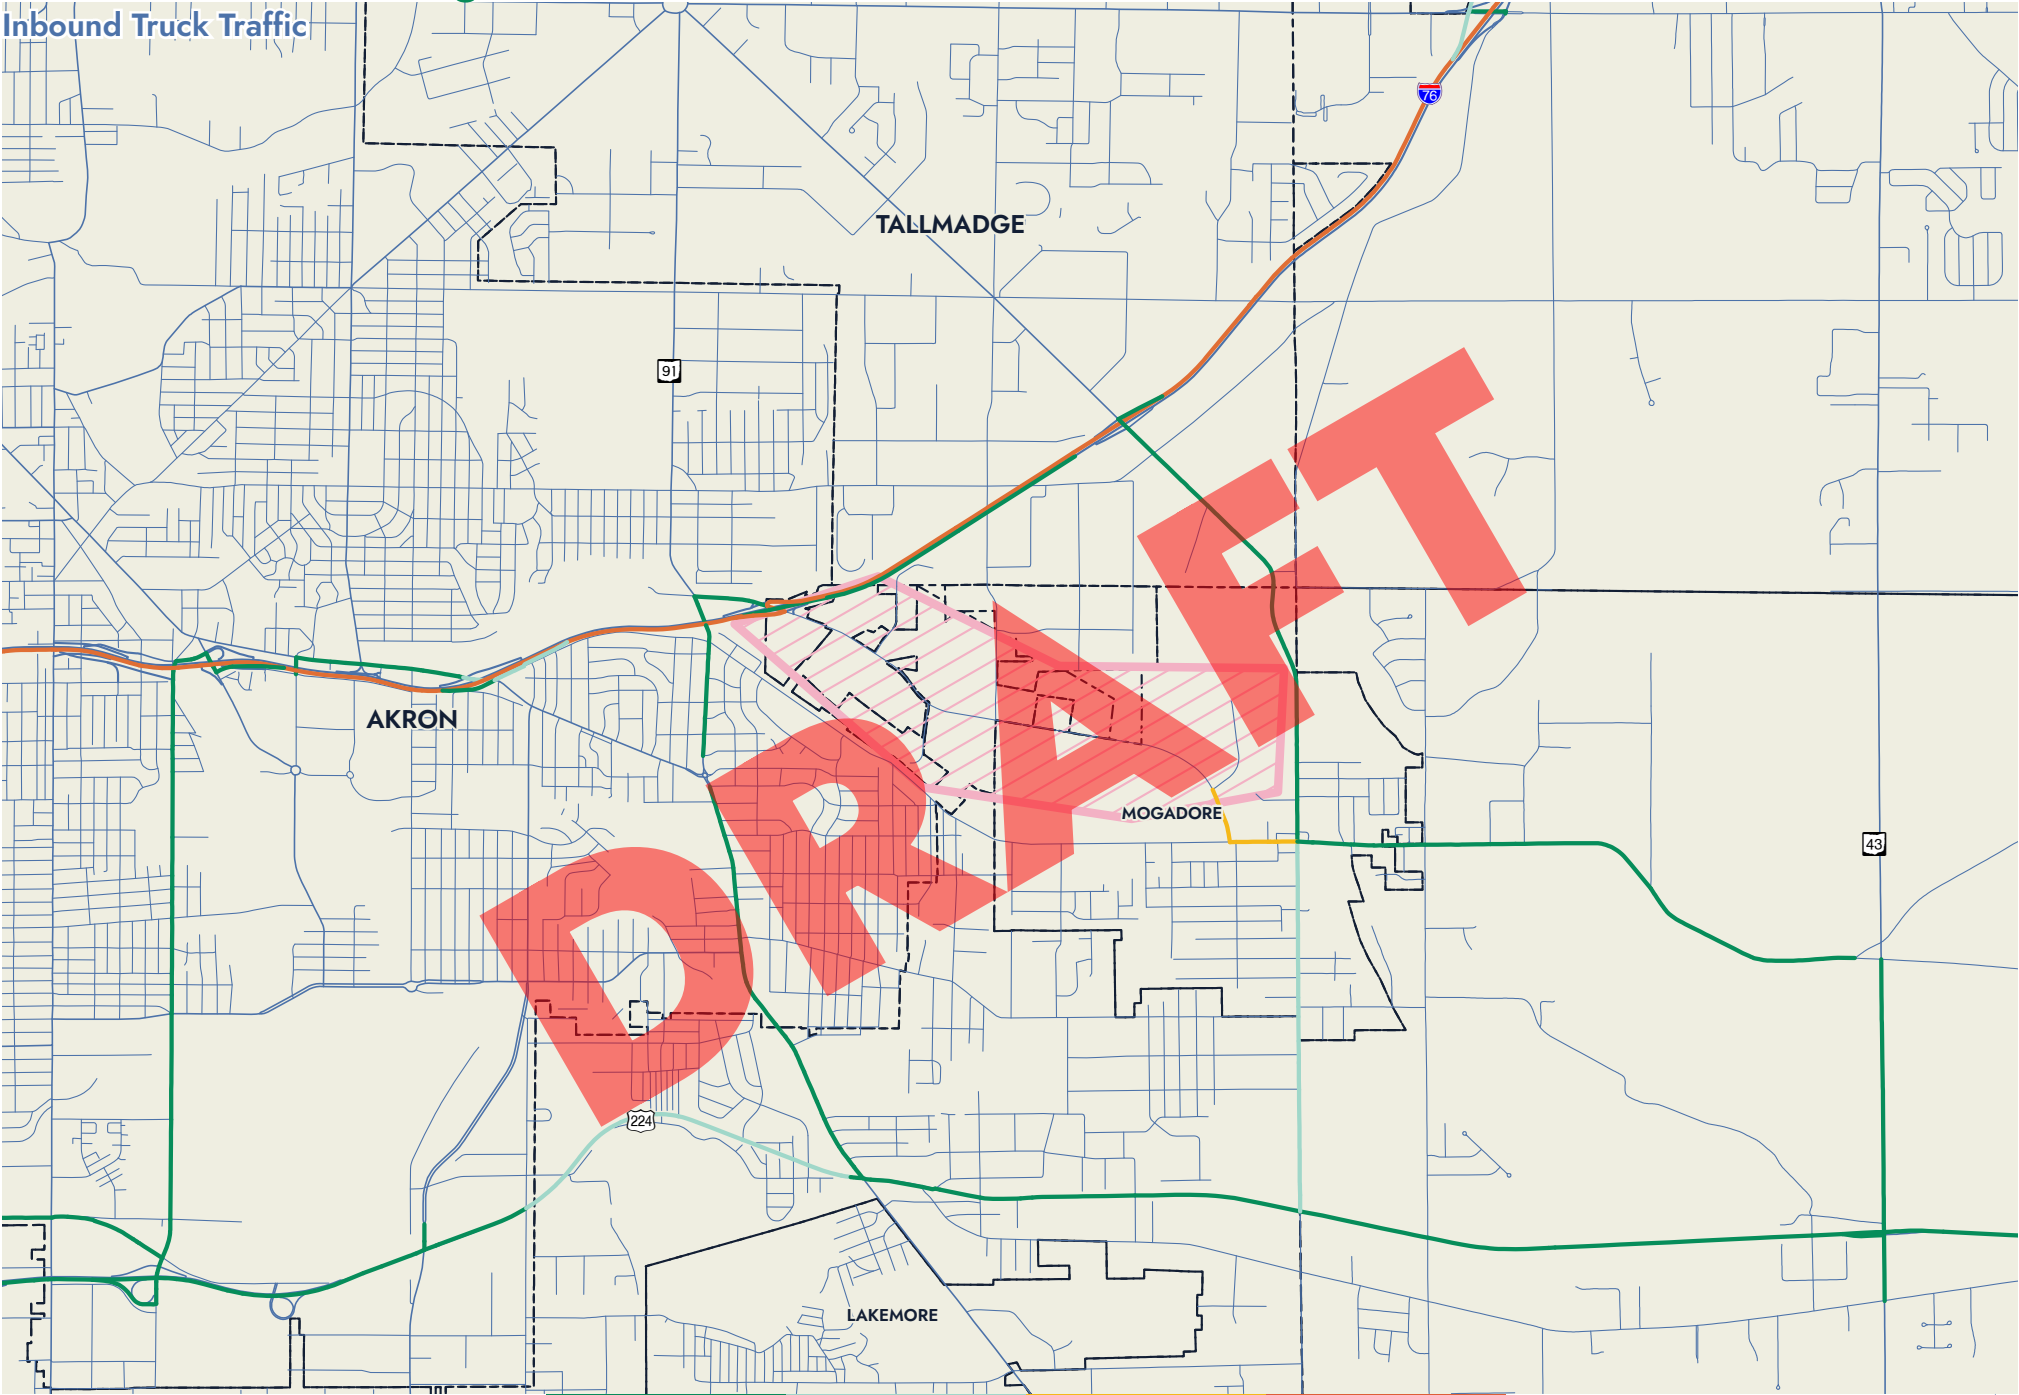 Inbound Truck Traffic
76
TALLMADGE
91
DRAFT
AKRON
MOGADORE
43
224
LAKEMORE